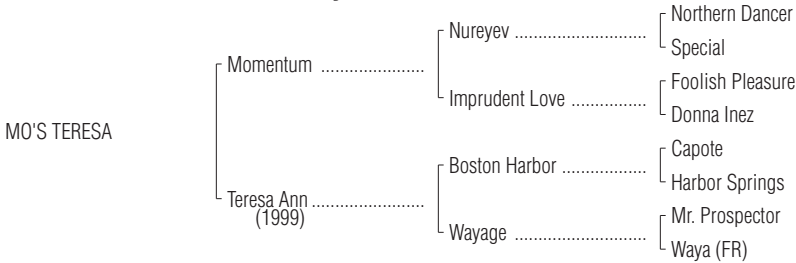 Northern Dancer
Nureyev ............................
Special
Momentum ......................
Foolish Pleasure
Imprudent Love ................
Donna Inez
MO'S TERESA
Capote
Boston Harbor ..................
Harbor Springs
Teresa Ann ........................
(1999)
Mr. Prospector
Wayage ............................
Waya (FR)